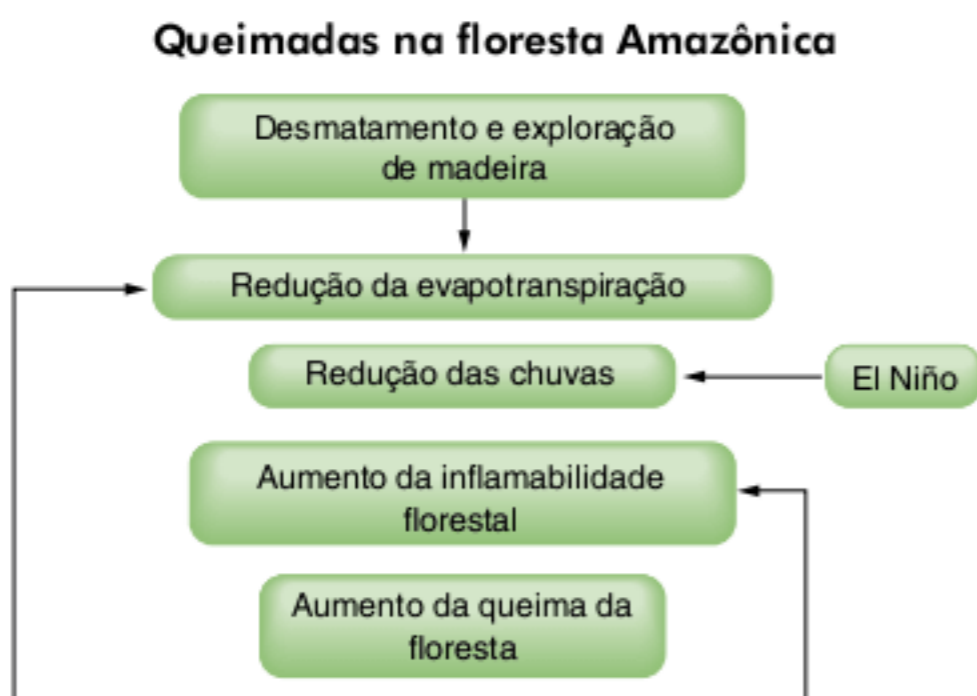 Queimadas na floresta Amazônica
Desmatamento e exploração
de madeira
Redução da evapotranspiração
Redução das chuvas
El Niño
Aumento da inflamabilidade
florestal
Aumento da queima da
floresta